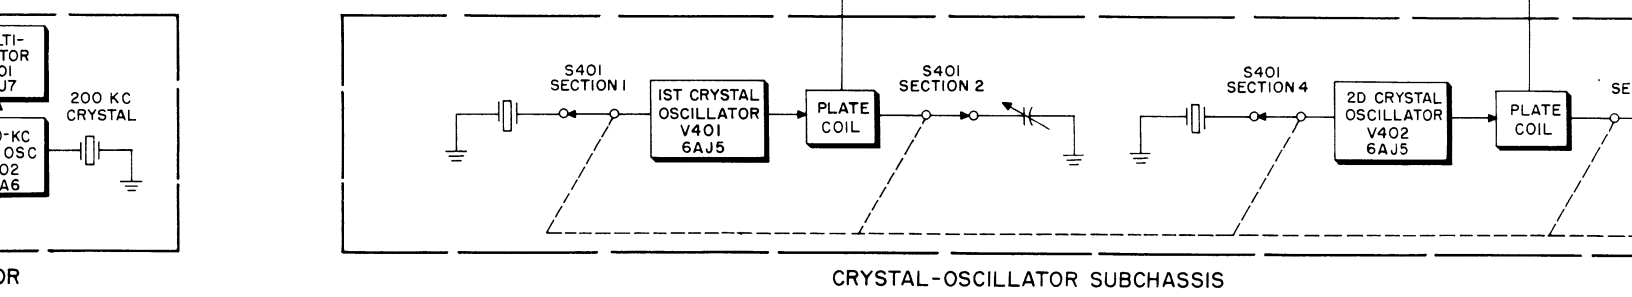 200 KC
CRYSTAL
S401
SECTION 1
1ST CRYSTAL
OSCILLATOR
V401
6AJ5
PLATE
COIL
S401
SECTION 2
S401
SECTION 4
2D CRYSTAL
OSCILLATOR
V402
6AJ5
PLATE
COIL
CRYSTAL-OSCILLATOR SUBCHASSIS